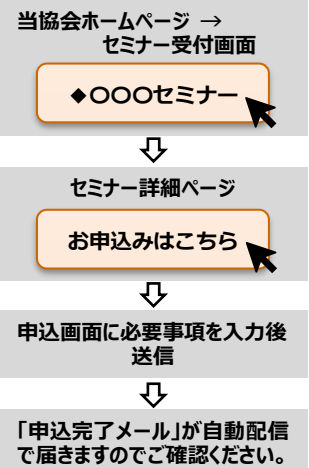 当協会ホームページ →
セミナー受付画面
◆〇〇〇セミナー
セミナー詳細ページ
お申込みはこちら
申込画面に必要事項を入力後
送信
「申込完了メール」が自動配信
で届きますのでご確認ください。